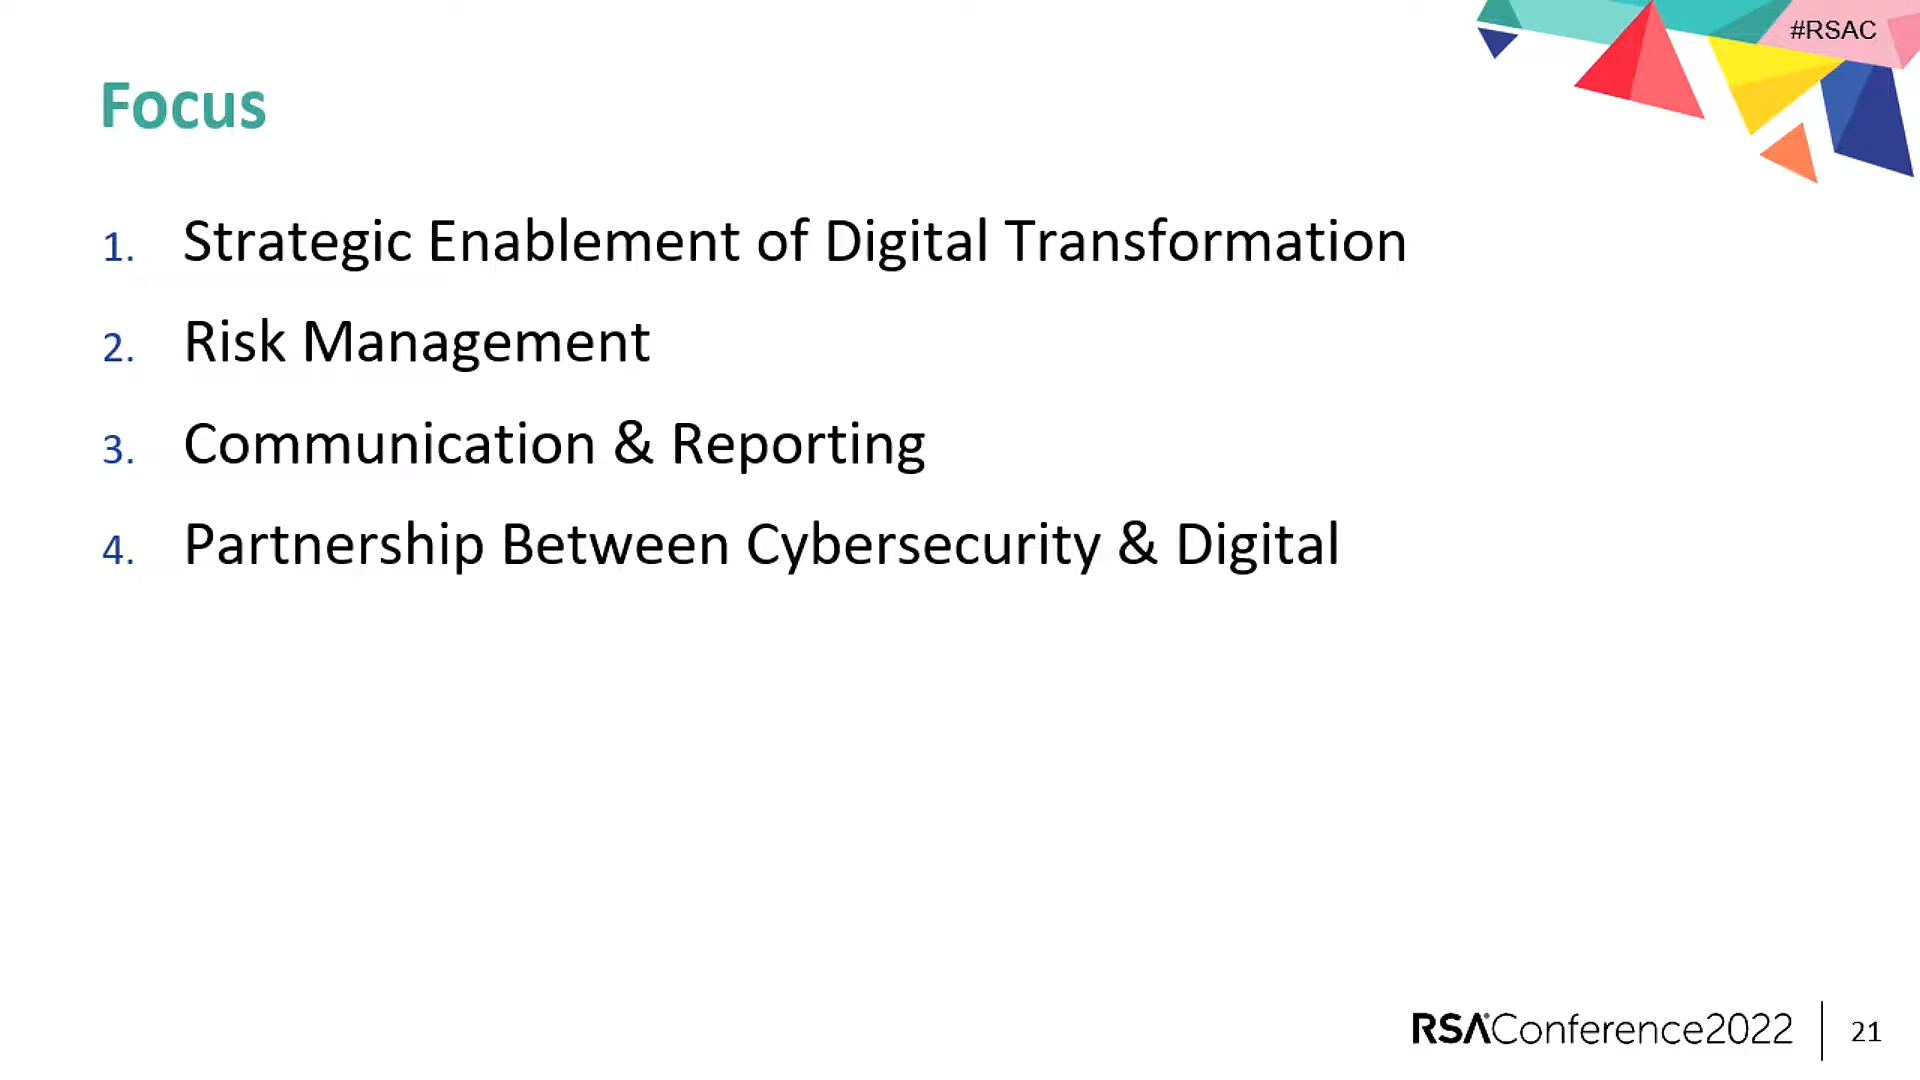 #RSAC
Focus
1. Strategic Enablement of Digital Transformation
2. Risk Management
3. Communication & Reporting
4. Partnership Between Cybersecurity & Digital
RSAConference2022 21